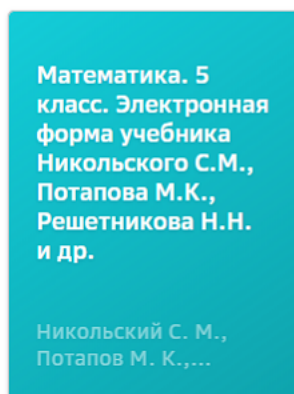 Математика. 5
класс. Электронная
форма учебника
Никольского С.М.,
Потапова М.К.,
Решетникова Н.Н.
и др.
Никольский С. М.,
Потапов М. К.,...